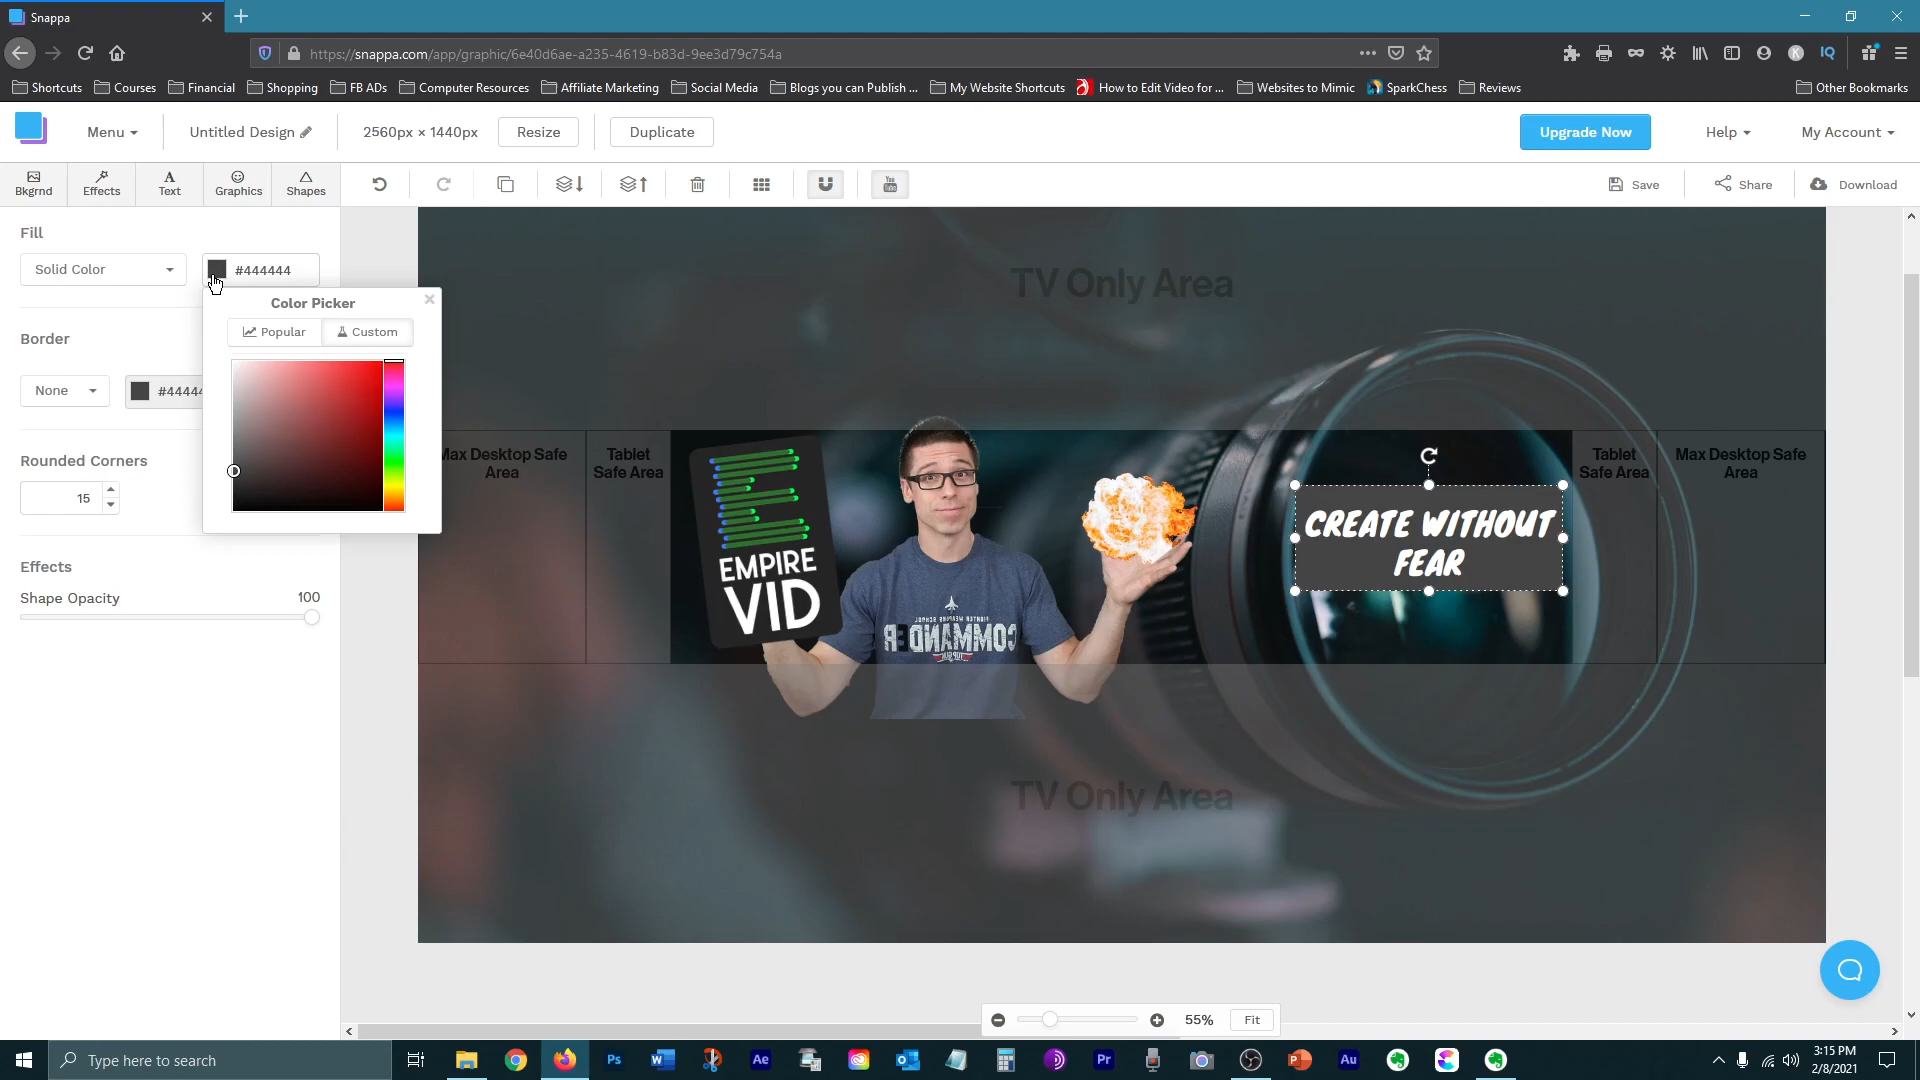 Snappa
https://snappa.com/app/graphic/6e40d6ae-a235-4619-b83d-9ee3d79c754a
Shortcuts Courses Financial Shopping FB ADs Computer Resources Affiliate Marketing Social Media Blogs you can Publish ... My Website Shortcuts How to Edit Video for ... Websites to Mimic SparkChess Reviews Other Bookmarks
Menu Untitled Design 2560px × 1440px Resize Duplicate Upgrade Now Help My Account
Bkgrnd Effects Text Graphics Shapes Save Share Download
Fill
Solid Color #444444
Color Picker
Popular Custom
Border
None #44444
Rounded Corners
15
Effects
Shape Opacity 100
TV Only Area
Max Desktop Safe Area
Tablet Safe Area
EMPIRE
VID
COMMANDER
CREATE WITHOUT
FEAR
Tablet Safe Area
Max Desktop Safe Area
TV Only Area
55% Fit
Type here to search
Ps W Ae Pr Au
3:15 PM
2/8/2021